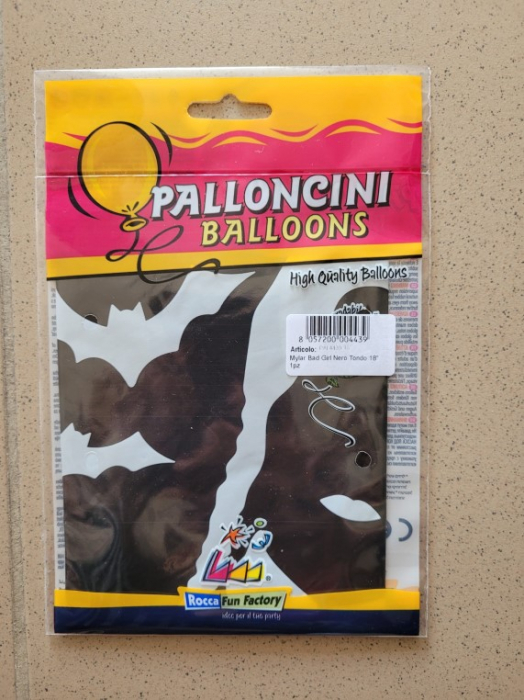 PALLONCINI
BALLOONS
High Quality Balloons
8 057200 004439
Articolo:
Mylar Bad Girl Nero Tondo 18"
1pz
Rocca Fun Factory
idee per il tuo party